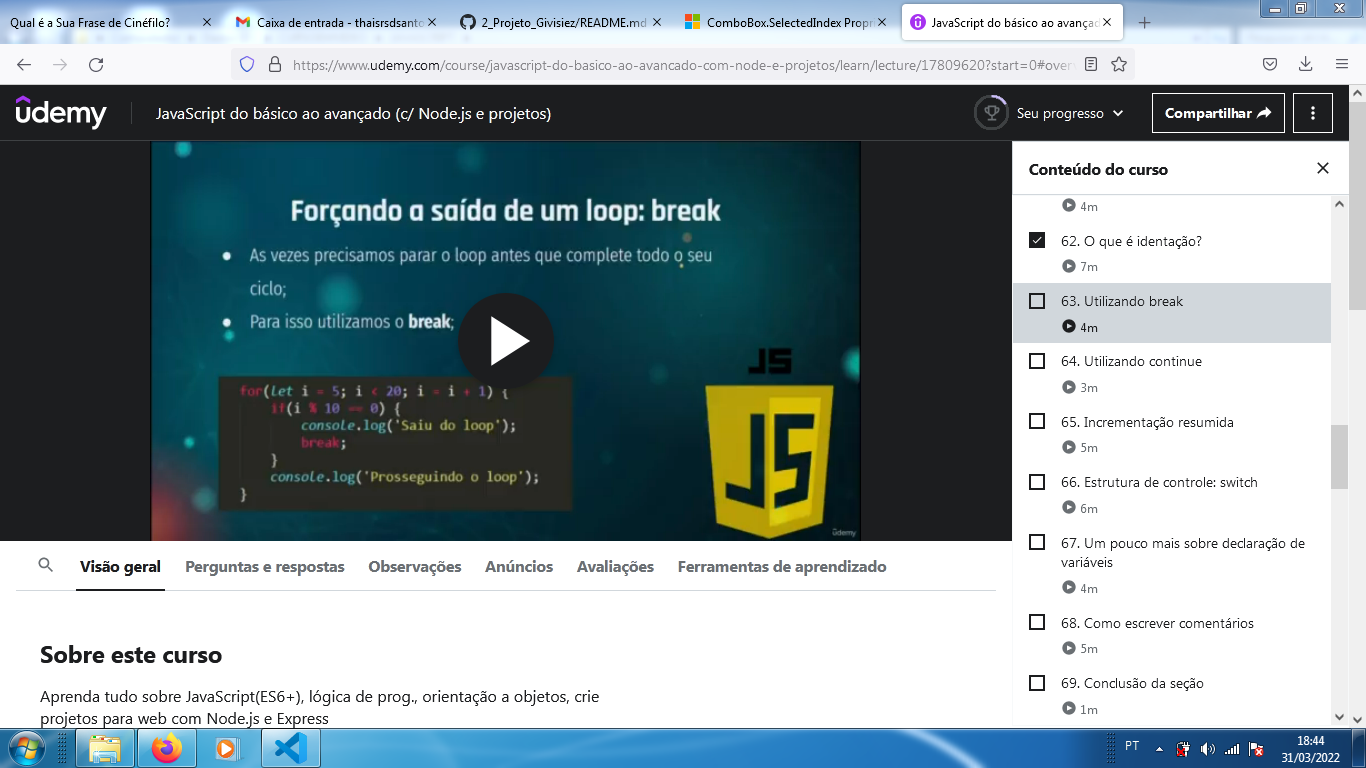 Qual é a Sua Frase de Cinéfilo?
Caixa de entrada - thaisrsdsanto
2_Projeto_Givisiez/README.md
ComboBox.SelectedIndex Propri
JavaScript do básico ao avançad
https://www.udemy.com/course/javascript-do-basico-ao-avancado-com-node-e-projetos/learn/lecture/17809620?start=0#over
udemy
JavaScript do básico ao avançado (c/ Node.js e projetos)
Seu progresso
Compartilhar
Forçando a saída de um loop: break
As vezes precisamos parar o loop antes que complete todo o seu
ciclo;
Para isso utilizamos o break;
for(let i = 5; i < 20; i = i + 1) {
if(i % 10 == 0) {
console.log('Saiu do loop');
break;
}
console.log('Prosseguindo o loop');
}
JS
JS
udemy
Conteúdo do curso
4m
62. O que é identação?
7m
63. Utilizando break
4m
64. Utilizando continue
3m
65. Incrementação resumida
5m
66. Estrutura de controle: switch
6m
67. Um pouco mais sobre declaração de
variáveis
4m
68. Como escrever comentários
5m
69. Conclusão da seção
1m
Visão geral
Perguntas e respostas
Observações
Anúncios
Avaliações
Ferramentas de aprendizado
Sobre este curso
Aprenda tudo sobre JavaScript(ES6+), lógica de prog., orientação a objetos, crie
projetos para web com Node.js e Express
PT
18:44
31/03/2022